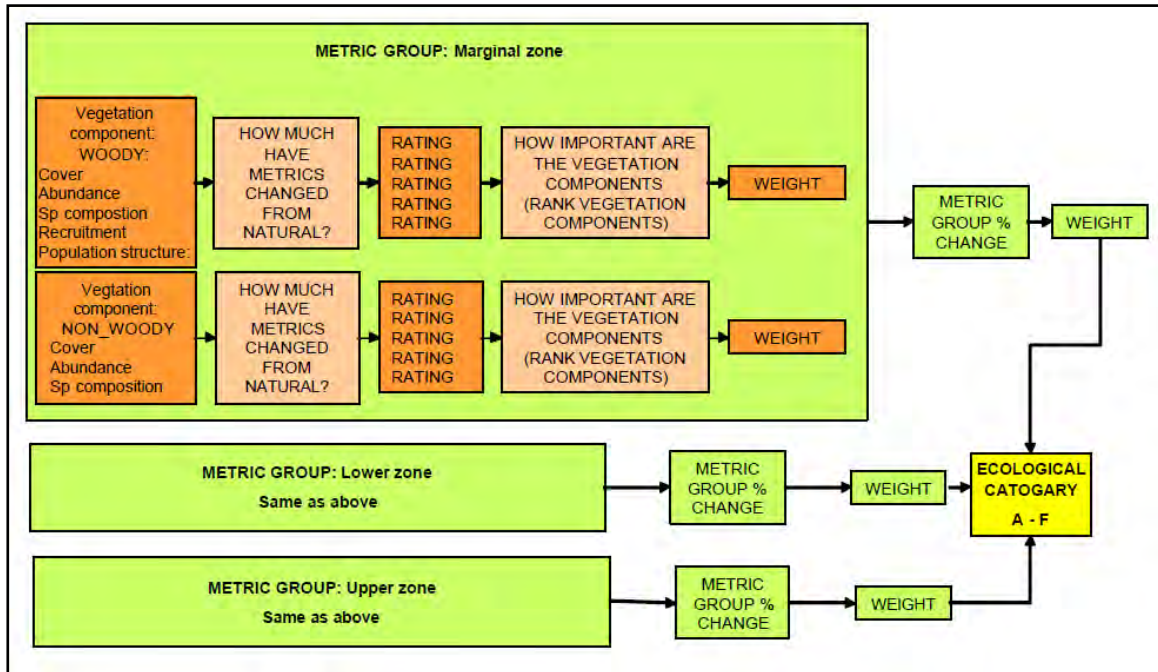 METRIC GROUP: Marginal zone
Vegetation
component:
WOODY:
Cover
Abundance
Sp compostion
Recruitment
Population structure:
HOW MUCH
HAVE
METRICS
CHANGED
FROM
NATURAL?
RATING
RATING
RATING
RATING
RATING
HOW IMPORTANT ARE
THE VEGETATION
COMPONENTS
(RANK VEGETATION
COMPONENTS)
WEIGHT
Vegtation
component:
NON_WOODY
Cover
Abundance
Sp composition
HOW MUCH
HAVE
METRICS
CHANGED
FROM
NATURAL?
RATING
RATING
RATING
RATING
RATING
HOW IMPORTANT ARE
THE VEGETATION
COMPONENTS
(RANK VEGETATION
COMPONENTS)
WEIGHT
METRIC
GROUP %
CHANGE
WEIGHT
METRIC GROUP: Lower zone
Same as above
METRIC
GROUP %
CHANGE
WEIGHT
ECOLOGICAL
CATOGARY
A - F
METRIC GROUP: Upper zone
Same as above
METRIC
GROUP %
CHANGE
WEIGHT